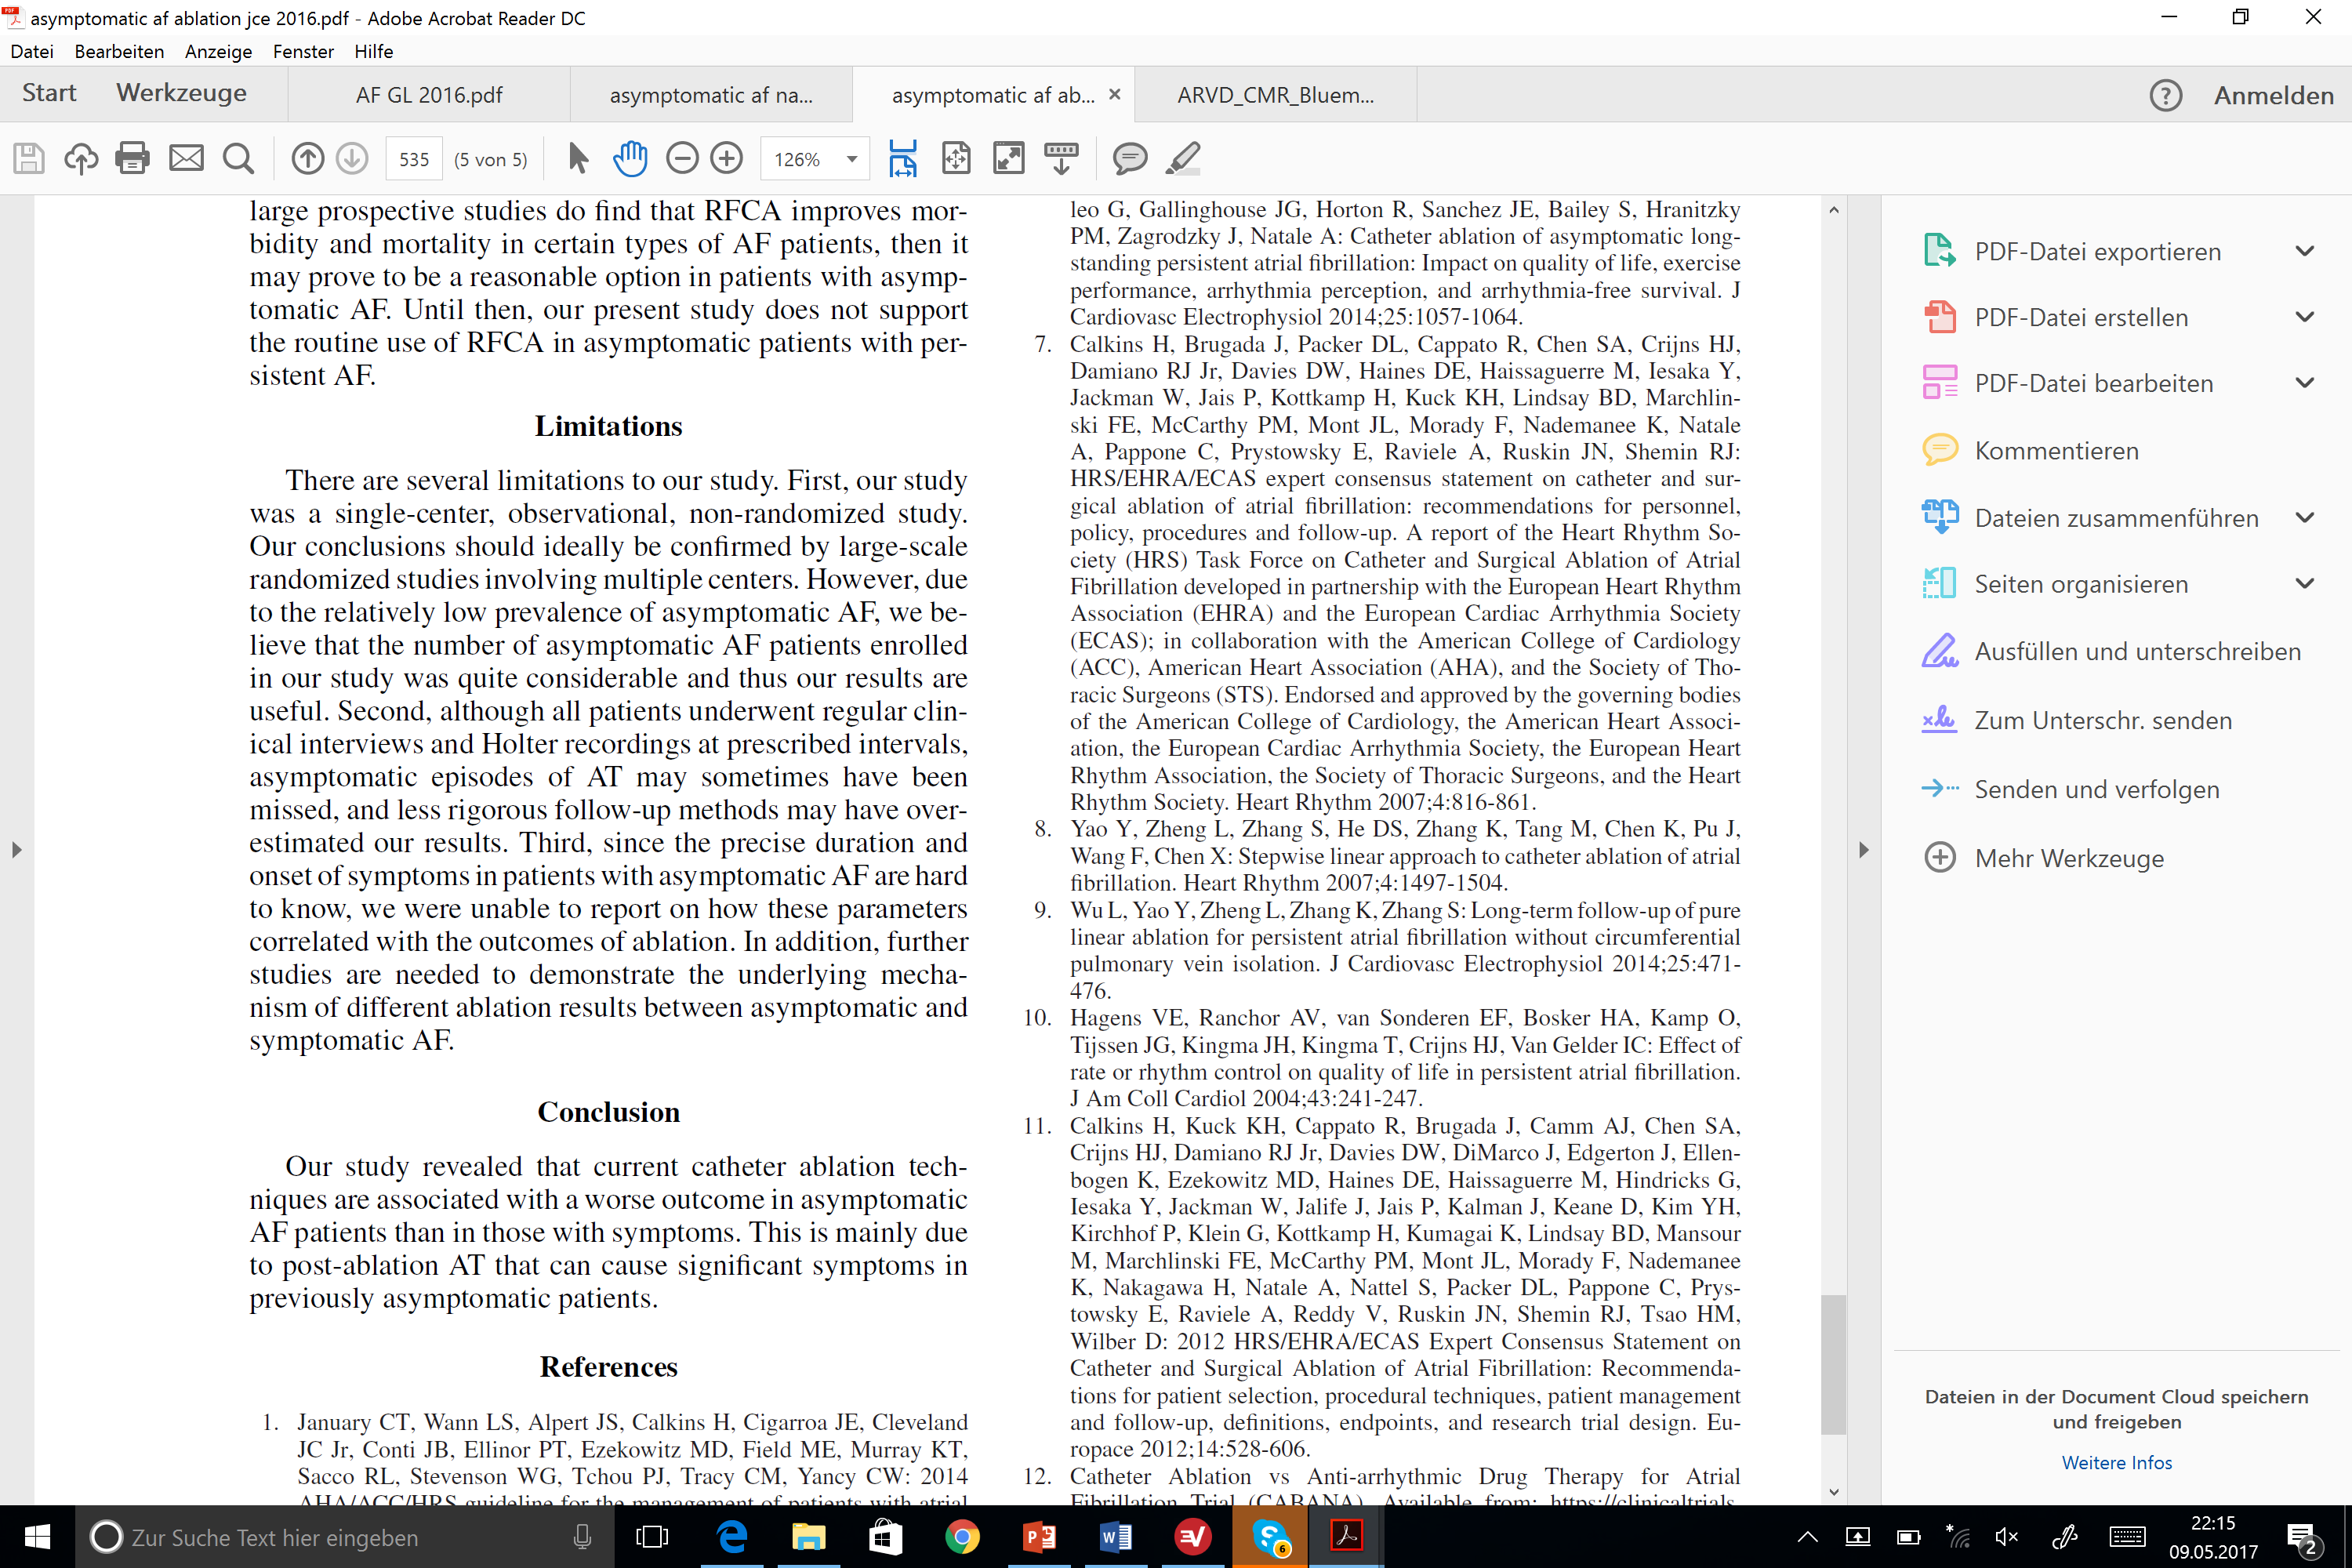 asymptomatic af ablation jce 2016.pdf - Adobe Acrobat Reader DC
Datei Bearbeiten Anzeige Fenster Hilfe
Start Werkzeuge AF GL 2016.pdf asymptomatic af na... asymptomatic af ab... × ARVD_CMR_Bluem... ? Anmelden
535 (5 von 5) 126%
large prospective studies do find that RFCA improves mor-
bidity and mortality in certain types of AF patients, then it
may prove to be a reasonable option in patients with asymp-
tomatic AF. Until then, our present study does not support
the routine use of RFCA in asymptomatic patients with per-
sistent AF.
Limitations
There are several limitations to our study. First, our study
was a single-center, observational, non-randomized study.
Our conclusions should ideally be confirmed by large-scale
randomized studies involving multiple centers. However, due
to the relatively low prevalence of asymptomatic AF, we be-
lieve that the number of asymptomatic AF patients enrolled
in our study was quite considerable and thus our results are
useful. Second, although all patients underwent regular clin-
ical interviews and Holter recordings at prescribed intervals,
asymptomatic episodes of AT may sometimes have been
missed, and less rigorous follow-up methods may have over-
estimated our results. Third, since the precise duration and
onset of symptoms in patients with asymptomatic AF are hard
to know, we were unable to report on how these parameters
correlated with the outcomes of ablation. In addition, further
studies are needed to demonstrate the underlying mecha-
nism of different ablation results between asymptomatic and
symptomatic AF.
Conclusion
Our study revealed that current catheter ablation tech-
niques are associated with a worse outcome in asymptomatic
AF patients than in those with symptoms. This is mainly due
to post-ablation AT that can cause significant symptoms in
previously asymptomatic patients.
References
1. January CT, Wann LS, Alpert JS, Calkins H, Cigarroa JE, Cleveland
JC Jr, Conti JB, Ellinor PT, Ezekowitz MD, Field ME, Murray KT,
Sacco RL, Stevenson WG, Tchou PJ, Tracy CM, Yancy CW: 2014
AHA/ACC/HRS guideline for the management of patients with atrial
leo G, Gallinghouse JG, Horton R, Sanchez JE, Bailey S, Hranitzky
PM, Zagrodzky J, Natale A: Catheter ablation of asymptomatic long-
standing persistent atrial fibrillation: Impact on quality of life, exercise
performance, arrhythmia perception, and arrhythmia-free survival. J
Cardiovasc Electrophysiol 2014;25:1057-1064.
7. Calkins H, Brugada J, Packer DL, Cappato R, Chen SA, Crijns HJ,
Damiano RJ Jr, Davies DW, Haines DE, Haissaguerre M, Iesaka Y,
Jackman W, Jais P, Kottkamp H, Kuck KH, Lindsay BD, Marchlin-
ski FE, McCarthy PM, Mont JL, Morady F, Nademanee K, Natale
A, Pappone C, Prystowsky E, Raviele A, Ruskin JN, Shemin RJ:
HRS/EHRA/ECAS expert consensus statement on catheter and sur-
gical ablation of atrial fibrillation: recommendations for personnel,
policy, procedures and follow-up. A report of the Heart Rhythm So-
ciety (HRS) Task Force on Catheter and Surgical Ablation of Atrial
Fibrillation developed in partnership with the European Heart Rhythm
Association (EHRA) and the European Cardiac Arrhythmia Society
(ECAS); in collaboration with the American College of Cardiology
(ACC), American Heart Association (AHA), and the Society of Tho-
racic Surgeons (STS). Endorsed and approved by the governing bodies
of the American College of Cardiology, the American Heart Associ-
ation, the European Cardiac Arrhythmia Society, the European Heart
Rhythm Association, the Society of Thoracic Surgeons, and the Heart
Rhythm Society. Heart Rhythm 2007;4:816-861.
8. Yao Y, Zheng L, Zhang S, He DS, Zhang K, Tang M, Chen K, Pu J,
Wang F, Chen X: Stepwise linear approach to catheter ablation of atrial
fibrillation. Heart Rhythm 2007;4:1497-1504.
9. Wu L, Yao Y, Zheng L, Zhang K, Zhang S: Long-term follow-up of pure
linear ablation for persistent atrial fibrillation without circumferential
pulmonary vein isolation. J Cardiovasc Electrophysiol 2014;25:471-
476.
10. Hagens VE, Ranchor AV, van Sonderen EF, Bosker HA, Kamp O,
Tijssen JG, Kingma JH, Kingma T, Crijns HJ, Van Gelder IC: Effect of
rate or rhythm control on quality of life in persistent atrial fibrillation.
J Am Coll Cardiol 2004;43:241-247.
11. Calkins H, Kuck KH, Cappato R, Brugada J, Camm AJ, Chen SA,
Crijns HJ, Damiano RJ Jr, Davies DW, DiMarco J, Edgerton J, Ellen-
bogen K, Ezekowitz MD, Haines DE, Haissaguerre M, Hindricks G,
Iesaka Y, Jackman W, Jalife J, Jais P, Kalman J, Keane D, Kim YH,
Kirchhof P, Klein G, Kottkamp H, Kumagai K, Lindsay BD, Mansour
M, Marchlinski FE, McCarthy PM, Mont JL, Morady F, Nademanee
K, Nakagawa H, Natale A, Nattel S, Packer DL, Pappone C, Prys-
towsky E, Raviele A, Reddy V, Ruskin JN, Shemin RJ, Tsao HM,
Wilber D: 2012 HRS/EHRA/ECAS Expert Consensus Statement on
Catheter and Surgical Ablation of Atrial Fibrillation: Recommenda-
tions for patient selection, procedural techniques, patient management
and follow-up, definitions, endpoints, and research trial design. Eu-
ropace 2012;14:528-606.
12. Catheter Ablation vs Anti-arrhythmic Drug Therapy for Atrial
Fibrillation Trial (CABANA). Available from: https://clinicaltrials.
PDF-Datei exportieren
PDF-Datei erstellen
PDF-Datei bearbeiten
Kommentieren
Dateien zusammenführen
Seiten organisieren
Ausfüllen und unterschreiben
Zum Unterschr. senden
Senden und verfolgen
Mehr Werkzeuge
Dateien in der Document Cloud speichern
und freigeben
Weitere Infos
Zur Suche Text hier eingeben
6
22:15
09.05.2017
2